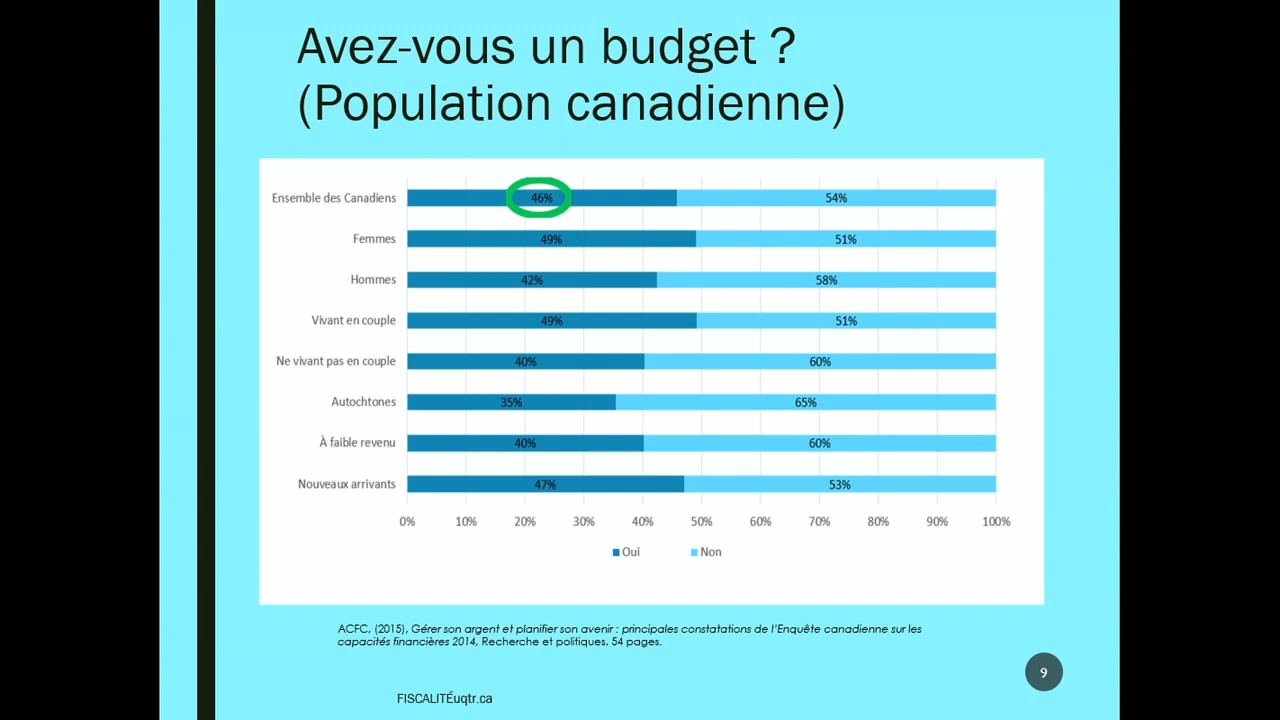 Avez-vous un budget ?
(Population canadienne)
Ensemble des Canadiens 46% 54%
Femmes 49% 51%
Hommes 42% 58%
Vivant en couple 49% 51%
Ne vivant pas en couple 40% 60%
Autochtones 35% 65%
À faible revenu 40% 60%
Nouveaux arrivants 47% 53%
0% 10% 20% 30% 40% 50% 60% 70% 80% 90% 100%
Oui Non
ACFC, (2015), Gérer son argent et planifier son avenir : principales constatations de l'Enquête canadienne sur les
capacités financières 2014, Recherche et politiques, 54 pages.
9
FISCALITÉuqtr.ca